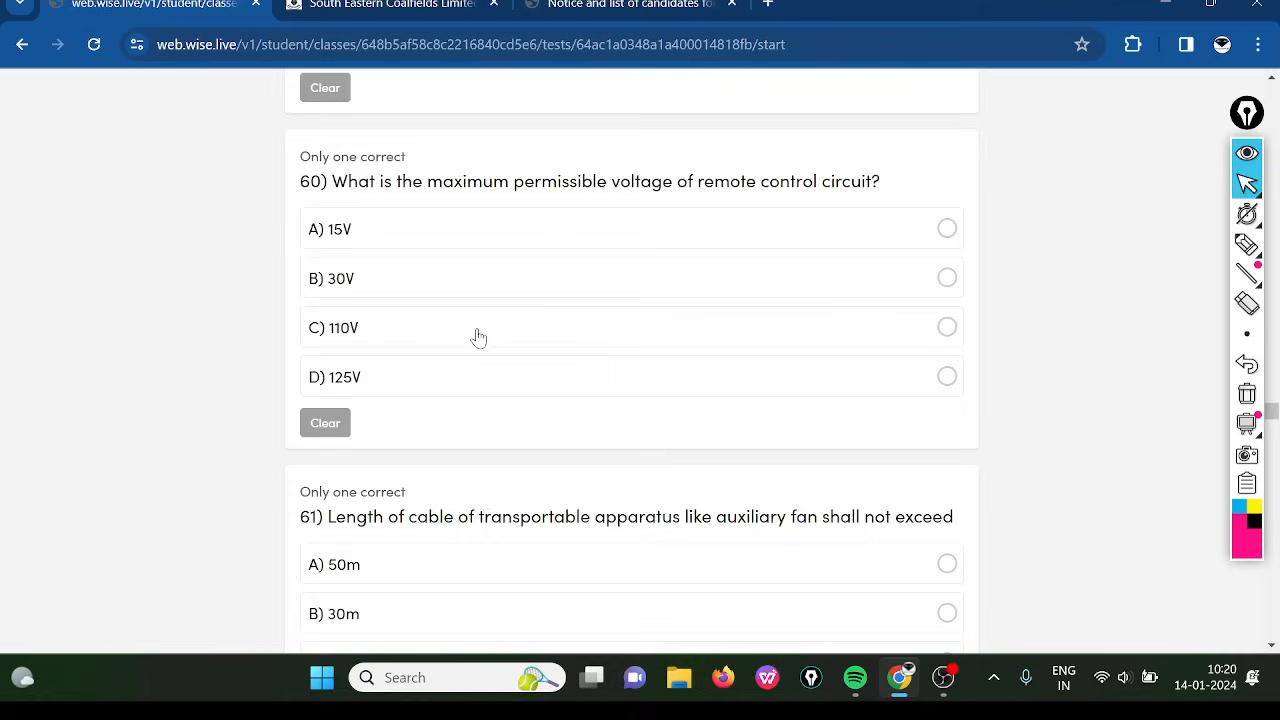 web.wise.live/v1/student/classe
South Eastern Coalfields Limite
Notice and list of candidates fo
web.wise.live/v1/student/classes/648b5af58c8c2216840cd5e6/tests/64ac1a0348a1a400014818fb/start
Clear
Only one correct
60) What is the maximum permissible voltage of remote control circuit?
A) 15V
B) 30V
C) 110V
D) 125V
Clear
Only one correct
61) Length of cable of transportable apparatus like auxiliary fan shall not exceed
A) 50m
B) 30m
Search
ENG
IN
10:20
14-01-2024